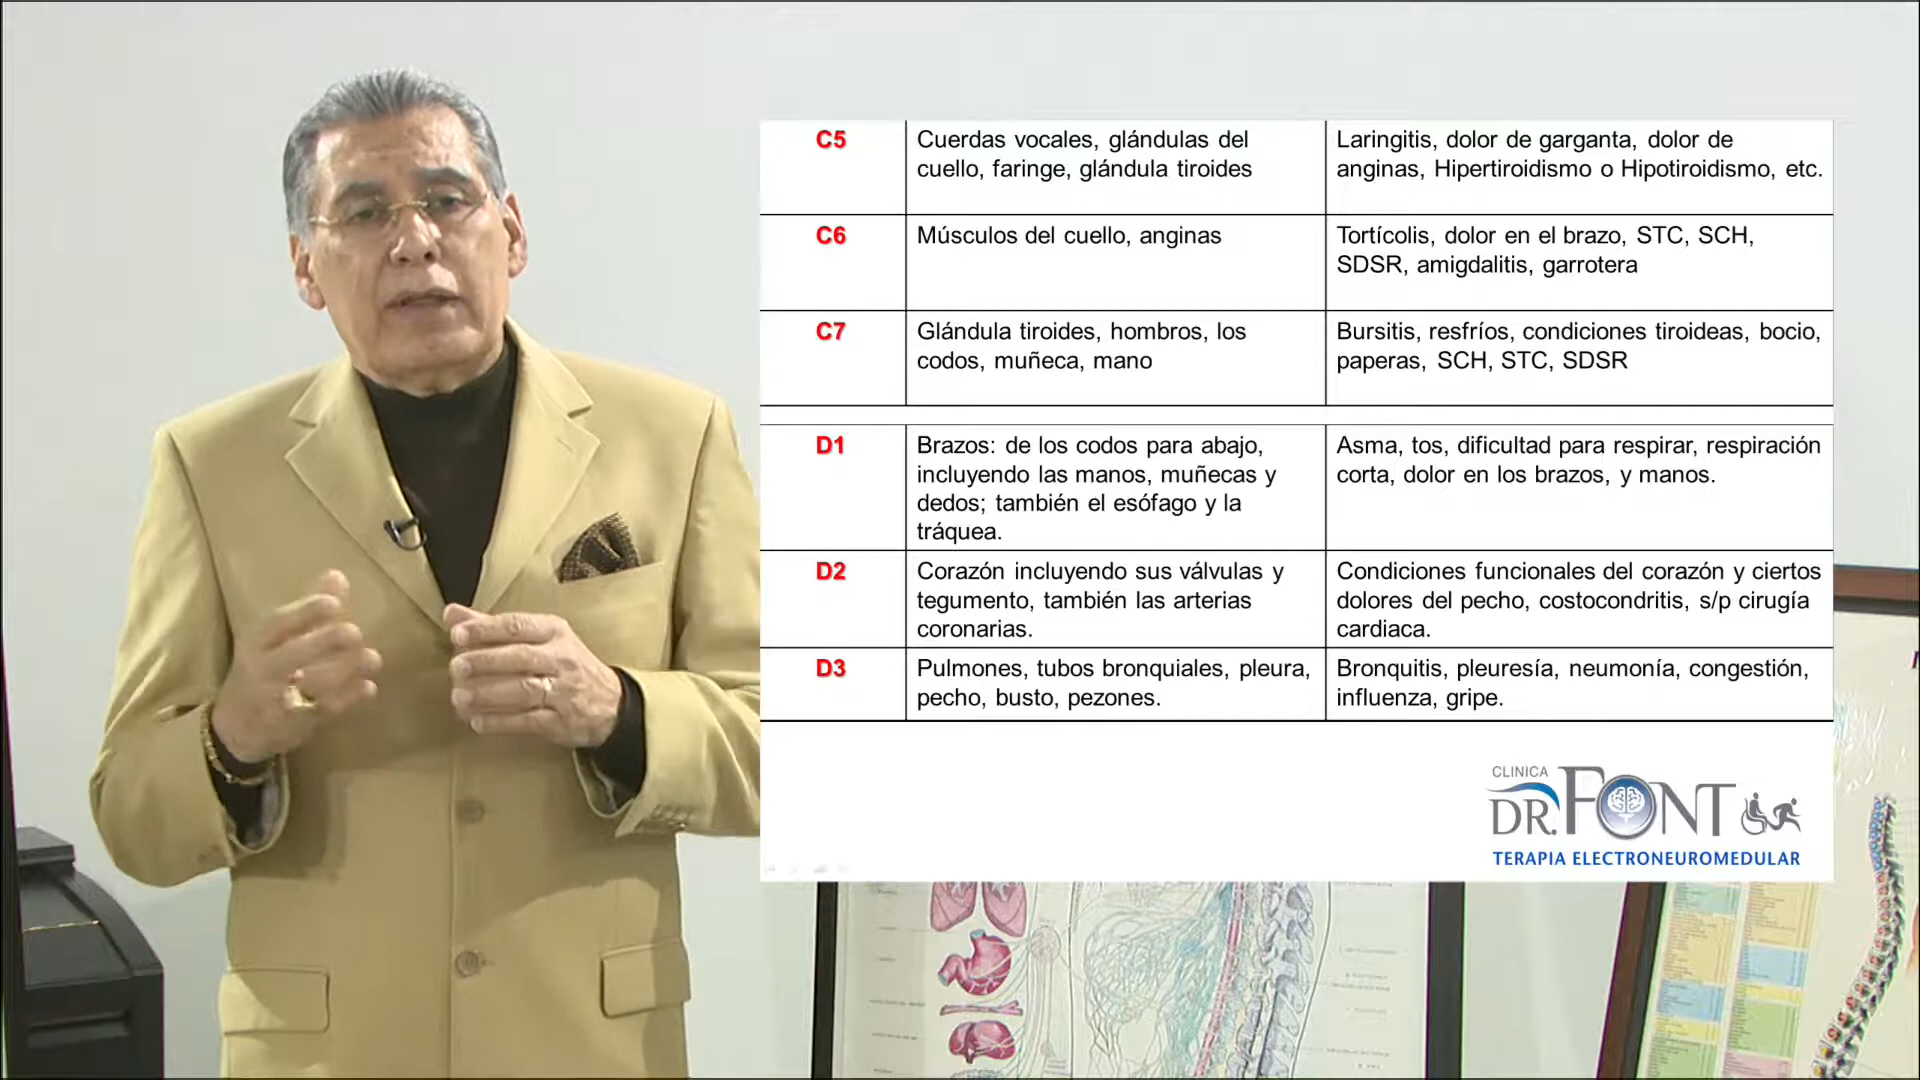 C5
Cuerdas vocales, glándulas del
cuello, faringe, glándula tiroides
Laringitis, dolor de garganta, dolor de
anginas, Hipertiroidismo o Hipotiroidismo, etc.
C6
Músculos del cuello, anginas
Tortícolis, dolor en el brazo, STC, SCH,
SDSR, amigdalitis, garrotera
C7
Glándula tiroides, hombros, los
codos, muñeca, mano
Bursitis, resfríos, condiciones tiroideas, bocio,
paperas, SCH, STC, SDSR
D1
Brazos: de los codos para abajo,
incluyendo las manos, muñecas y
dedos; también el esófago y la
tráquea.
Asma, tos, dificultad para respirar, respiración
corta, dolor en los brazos, y manos.
D2
Corazón incluyendo sus válvulas y
tegumento, también las arterias
coronarias.
Condiciones funcionales del corazón y ciertos
dolores del pecho, costocondritis, s/p cirugía
cardiaca.
D3
Pulmones, tubos bronquiales, pleura,
pecho, busto, pezones.
Bronquitis, pleuresía, neumonía, congestión,
influenza, gripe.
CLINICA
DR. FONT
TERAPIA ELECTRONEUROMEDULAR